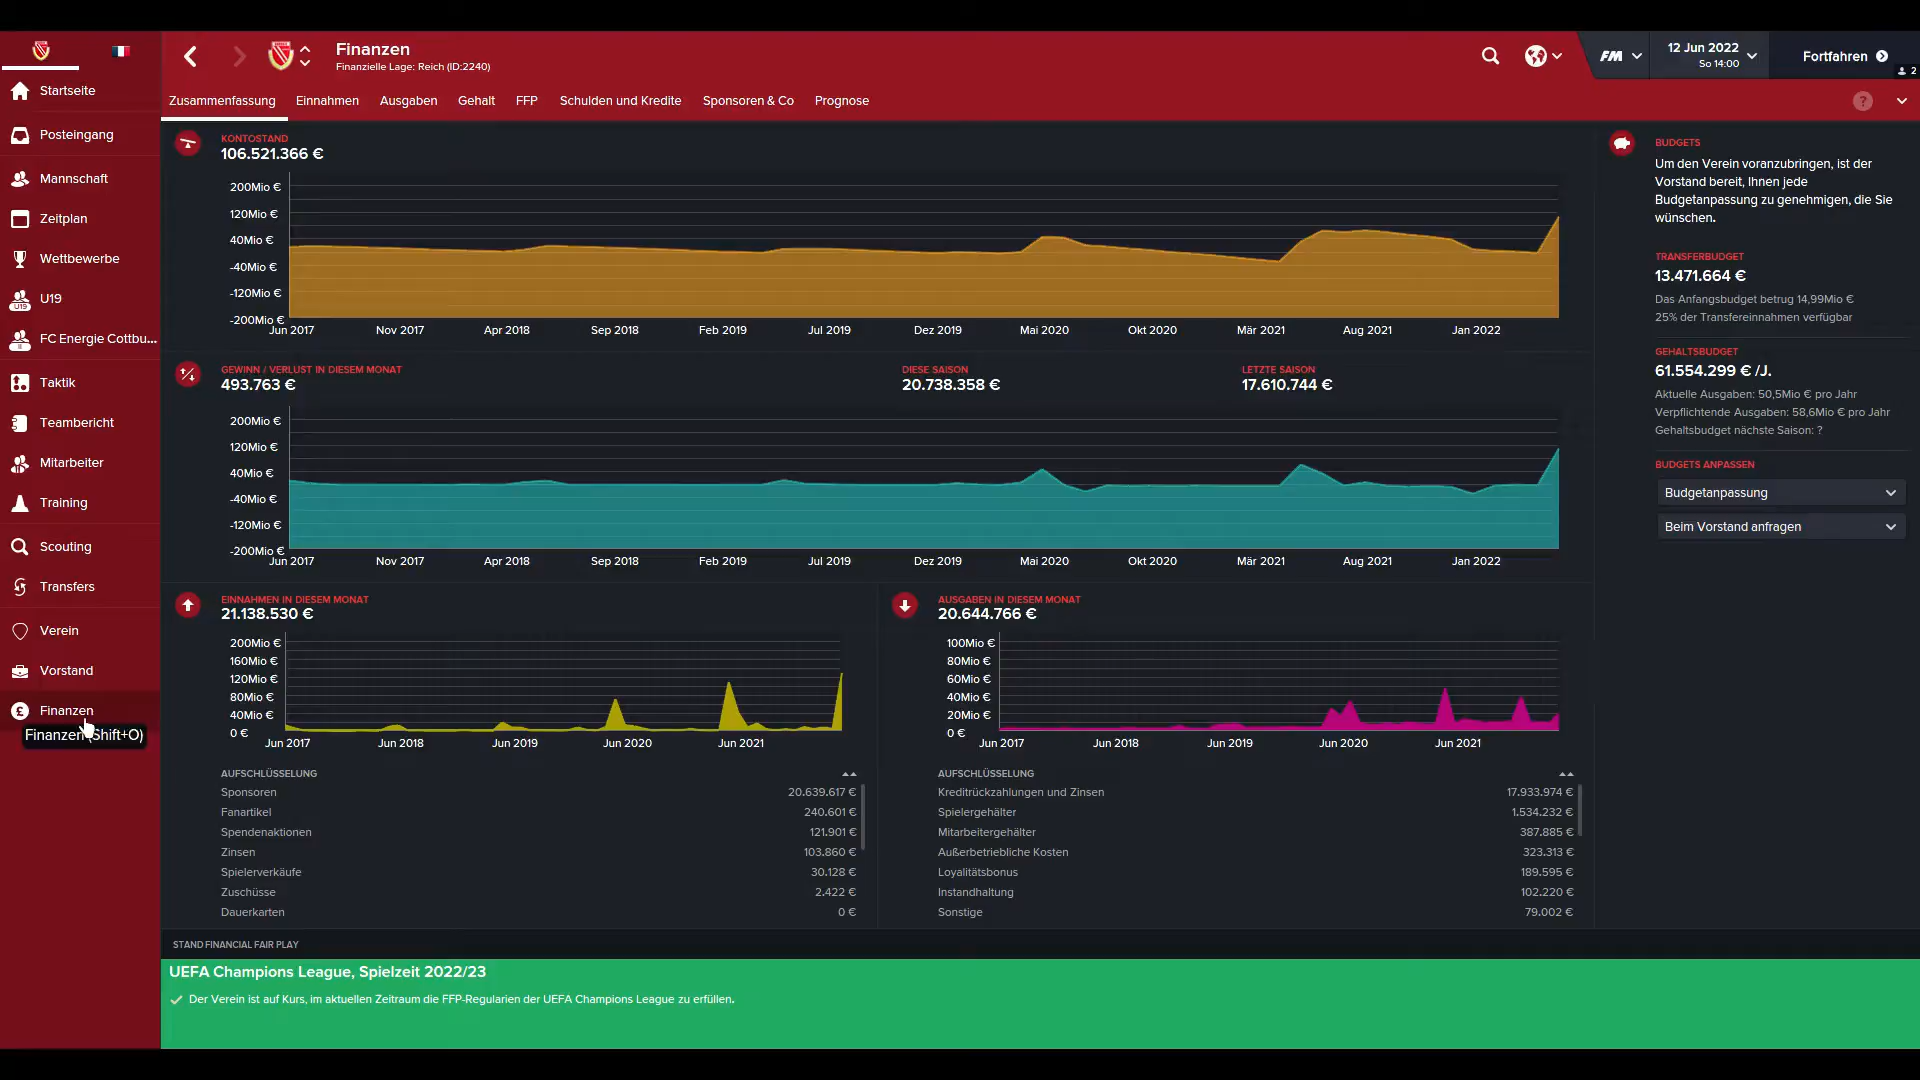 Finanzen
Finanzielle Lage: Reich (ID:2240)
FM
12 Jun 2022
So 14:00
Fortfahren
2
Startseite
Posteingang
Mannschaft
Zeitplan
Wettbewerbe
U19
U19
FC Energie Cottbu...
II
Taktik
Teambericht
Mitarbeiter
Training
Scouting
Transfers
Verein
Vorstand
Finanzen
Finanzen (Shift+O)
Zusammenfassung
Einnahmen
Ausgaben
Gehalt
FFP
Schulden und Kredite
Sponsoren & Co
Prognose
?
KONTOSTAND
106.521.366 €
200Mio €
120Mio €
40Mio €
-40Mio €
-120Mio €
-200Mio €
Jun 2017
Nov 2017
Apr 2018
Sep 2018
Feb 2019
Jul 2019
Dez 2019
Mai 2020
Okt 2020
Mär 2021
Aug 2021
Jan 2022
GEWINN / VERLUST IN DIESEM MONAT
493.763 €
DIESE SAISON
20.738.358 €
LETZTE SAISON
17.610.744 €
200Mio €
120Mio €
40Mio €
-40Mio €
-120Mio €
-200Mio €
Jun 2017
Nov 2017
Apr 2018
Sep 2018
Feb 2019
Jul 2019
Dez 2019
Mai 2020
Okt 2020
Mär 2021
Aug 2021
Jan 2022
EINNAHMEN IN DIESEM MONAT
21.138.530 €
200Mio €
160Mio €
120Mio €
80Mio €
40Mio €
0 €
Jun 2017
Jun 2018
Jun 2019
Jun 2020
Jun 2021
AUFSCHLÜSSELUNG
Sponsoren 20.639.617 €
Fanartikel 240.601 €
Spendenaktionen 121.901 €
Zinsen 103.860 €
Spielerverkäufe 30.128 €
Zuschüsse 2.422 €
Dauerkarten 0 €
AUSGABEN IN DIESEM MONAT
20.644.766 €
100Mio €
80Mio €
60Mio €
40Mio €
20Mio €
0 €
Jun 2017
Jun 2018
Jun 2019
Jun 2020
Jun 2021
AUFSCHLÜSSELUNG
Kreditrückzahlungen und Zinsen 17.933.974 €
Spielergehälter 1.534.232 €
Mitarbeitergehälter 387.885 €
Außerbetriebliche Kosten 323.313 €
Loyalitätsbonus 189.595 €
Instandhaltung 102.220 €
Sonstige 79.002 €
BUDGETS
Um den Verein voranzubringen, ist der
Vorstand bereit, Ihnen jede
Budgetanpassung zu genehmigen, die Sie
wünschen.
TRANSFERBUDGET
13.471.664 €
Das Anfangsbudget betrug 14,99Mio €
25% der Transfereinnahmen verfügbar
GEHALTSBUDGET
61.554.299 € /J.
Aktuelle Ausgaben: 50,5Mio € pro Jahr
Verpflichtende Ausgaben: 58,6Mio € pro Jahr
Gehaltsbudget nächste Saison: ?
BUDGETS ANPASSEN
Budgetanpassung
Beim Vorstand anfragen
STAND FINANCIAL FAIR PLAY
UEFA Champions League, Spielzeit 2022/23
Der Verein ist auf Kurs, im aktuellen Zeitraum die FFP-Regularien der UEFA Champions League zu erfüllen.